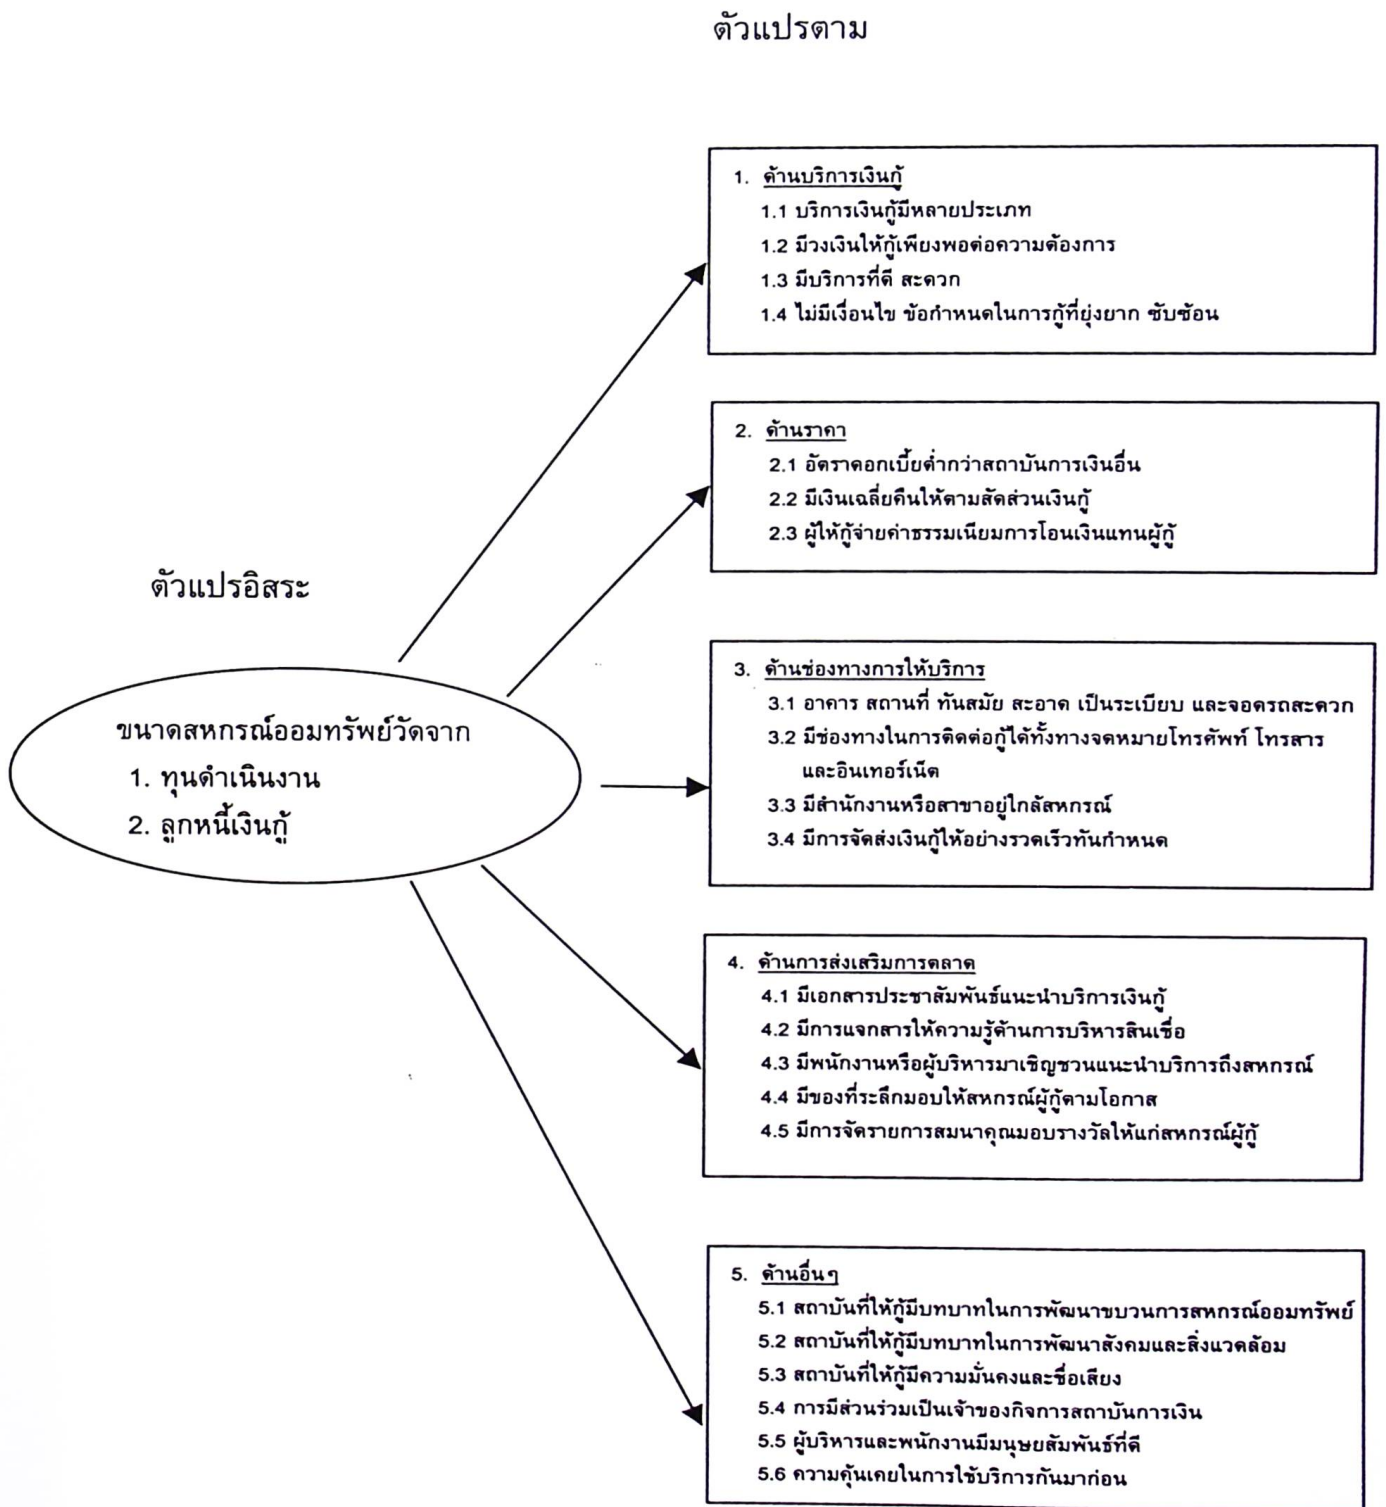 ตัวแปรตาม
1. ด้านบริการเงินกู้
1.1 บริการเงินกู้มีหลายประเภท
1.2 มีวงเงินให้กู้เพียงพอต่อความต้องการ
1.3 มีบริการที่ดี สะดวก
1.4 ไม่มีเงื่อนไข ข้อกำหนดในการกู้ที่ยุ่งยาก ซับซ้อน
2. ด้านราคา
2.1 อัตราดอกเบี้ยต่ำกว่าสถาบันการเงินอื่น
2.2 มีเงินเฉลี่ยคืนให้ตามสัดส่วนเงินกู้
2.3 ผู้ให้กู้จ่ายค่าธรรมเนียมการโอนเงินแทนผู้กู้
ตัวแปรอิสระ
ขนาดสหกรณ์ออมทรัพย์วัดจาก
1. ทุนดำเนินงาน
2. ลูกหนี้เงินกู้
3. ด้านช่องทางการให้บริการ
3.1 อาคาร สถานที่ ทันสมัย สะอาด เป็นระเบียบ และจอดรถสะดวก
3.2 มีช่องทางในการติดต่อกู้ได้ทั้งทางจดหมายโทรศัพท์ โทรสาร
และอินเทอร์เน็ต
3.3 มีสำนักงานหรือสาขาอยู่ใกล้สหกรณ์
3.4 มีการจัดส่งเงินกู้ให้อย่างรวดเร็วทันกำหนด
4. ด้านการส่งเสริมการตลาด
4.1 มีเอกสารประชาสัมพันธ์แนะนำบริการเงินกู้
4.2 มีการแจกสารให้ความรู้ด้านการบริหารสินเชื่อ
4.3 มีพนักงานหรือผู้บริหารมาเชิญชวนแนะนำบริการถึงสหกรณ์
4.4 มีของที่ระลึกมอบให้สหกรณ์ผู้กู้ตามโอกาส
4.5 มีการจัดรายการสมนาคุณมอบรางวัลให้แก่สหกรณ์ผู้กู้
5. ด้านอื่นๆ
5.1 สถาบันที่ให้กู้มีบทบาทในการพัฒนาขบวนการสหกรณ์ออมทรัพย์
5.2 สถาบันที่ให้กู้มีบทบาทในการพัฒนาสังคมและสิ่งแวดล้อม
5.3 สถาบันที่ให้กู้มีความมั่นคงและชื่อเสียง
5.4 การมีส่วนร่วมเป็นเจ้าของกิจการสถาบันการเงิน
5.5 ผู้บริหารและพนักงานมีมนุษยสัมพันธ์ที่ดี
5.6 ความคุ้นเคยในการใช้บริการกันมาก่อน